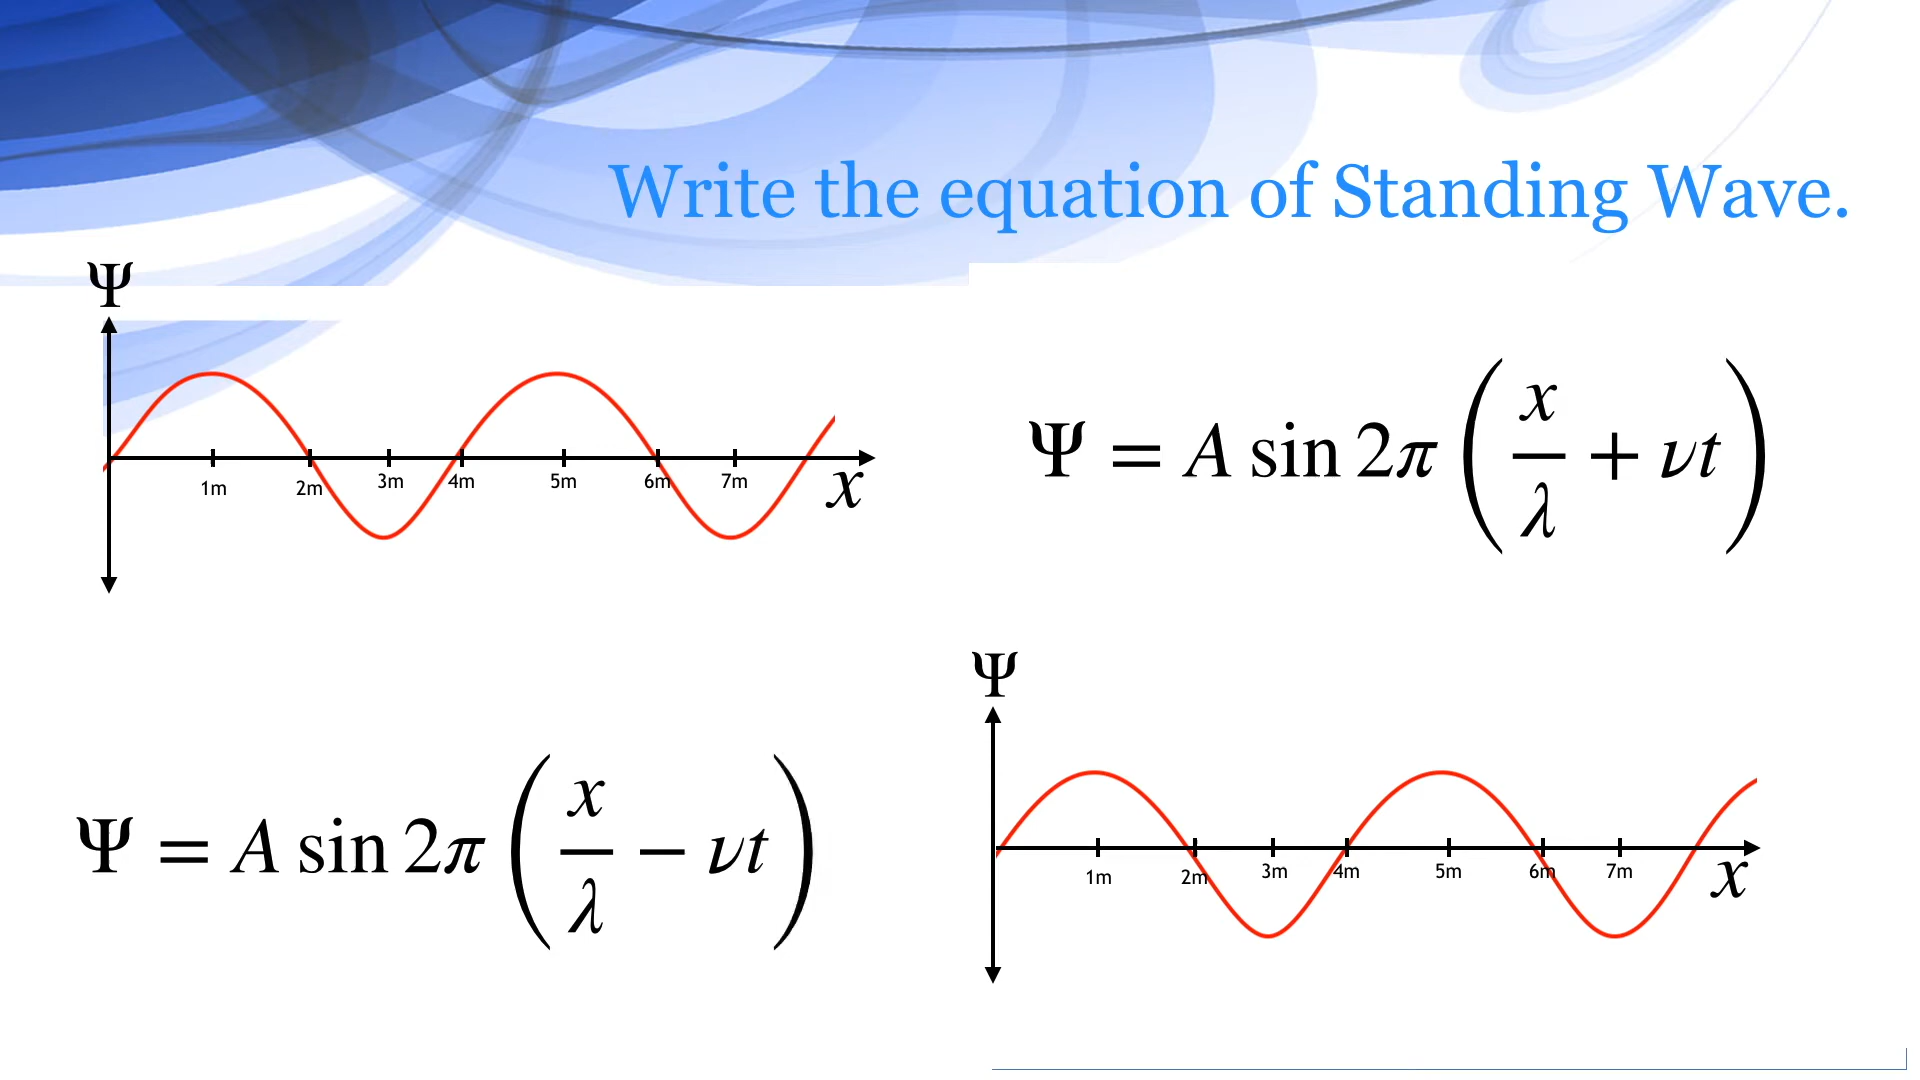 Write the equation of Standing Wave.
Ψ
1m 2m 3m 4m 5m 6m 7m x
Ψ = A sin 2π (x/λ + νt)
Ψ = A sin 2π (x/λ − νt)
Ψ
1m 2m 3m 4m 5m 6m 7m x